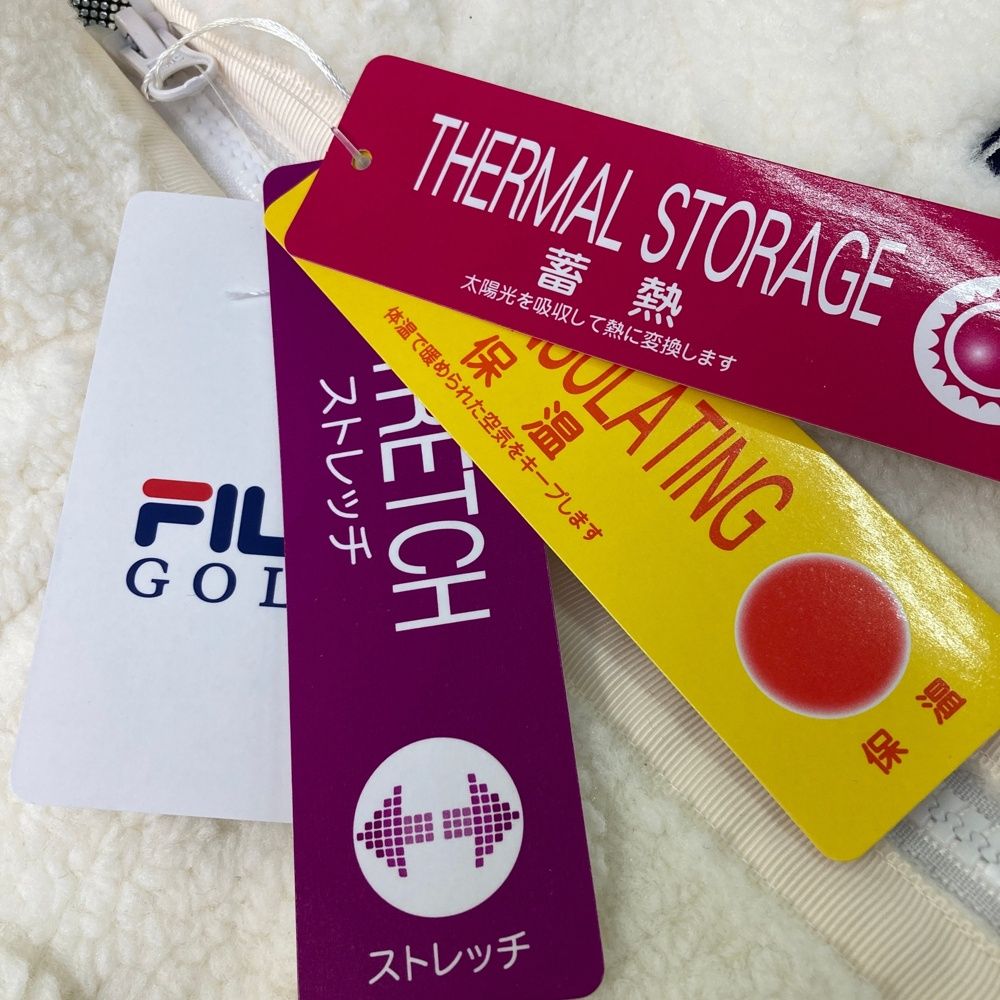 THERMAL STORAGE
蓄熱
太陽光を吸収して熱に変換します
SULATING
保温
体温で暖められた空気をキープします
保温
TRETCH
ストレッチ
ストレッチ
FIL
GOL